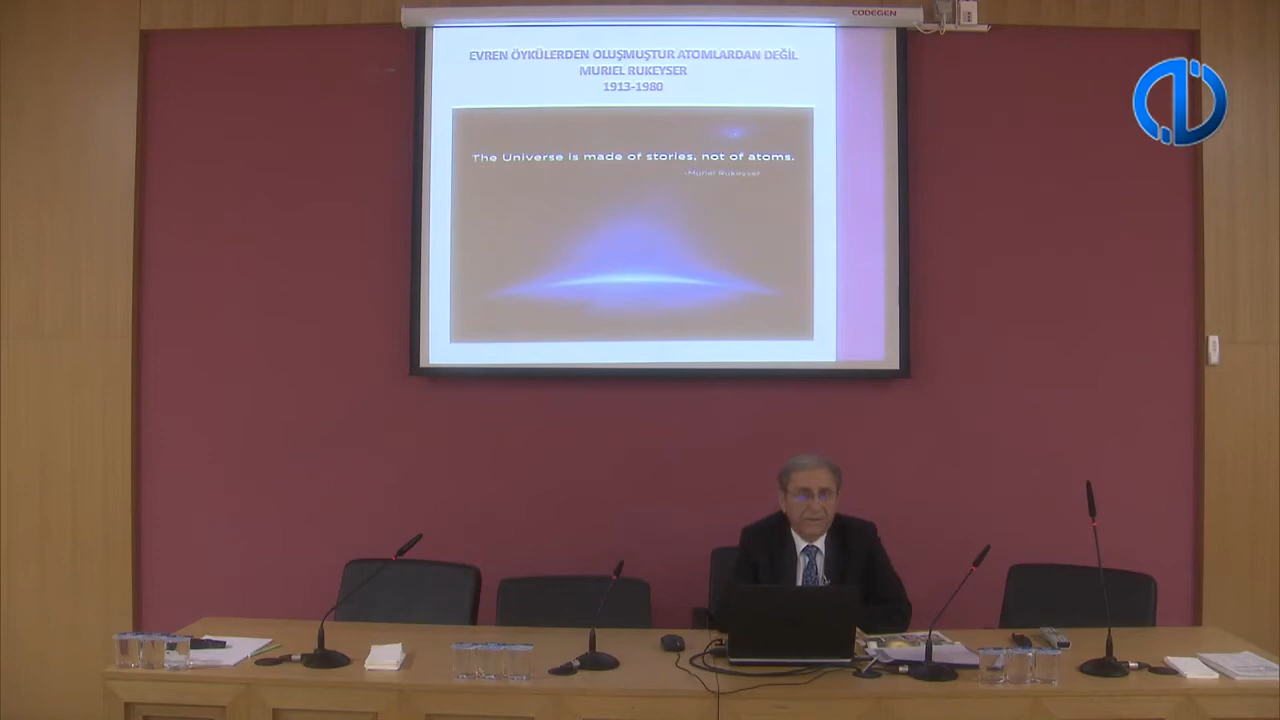 CODEGEN
EVREN ÖYKÜLERDEN OLUŞMUŞTUR ATOMLARDAN DEĞİL
MURIEL RUKEYSER
1913-1980
The Universe is made of stories, not of atoms.
-Muriel Rukeyser